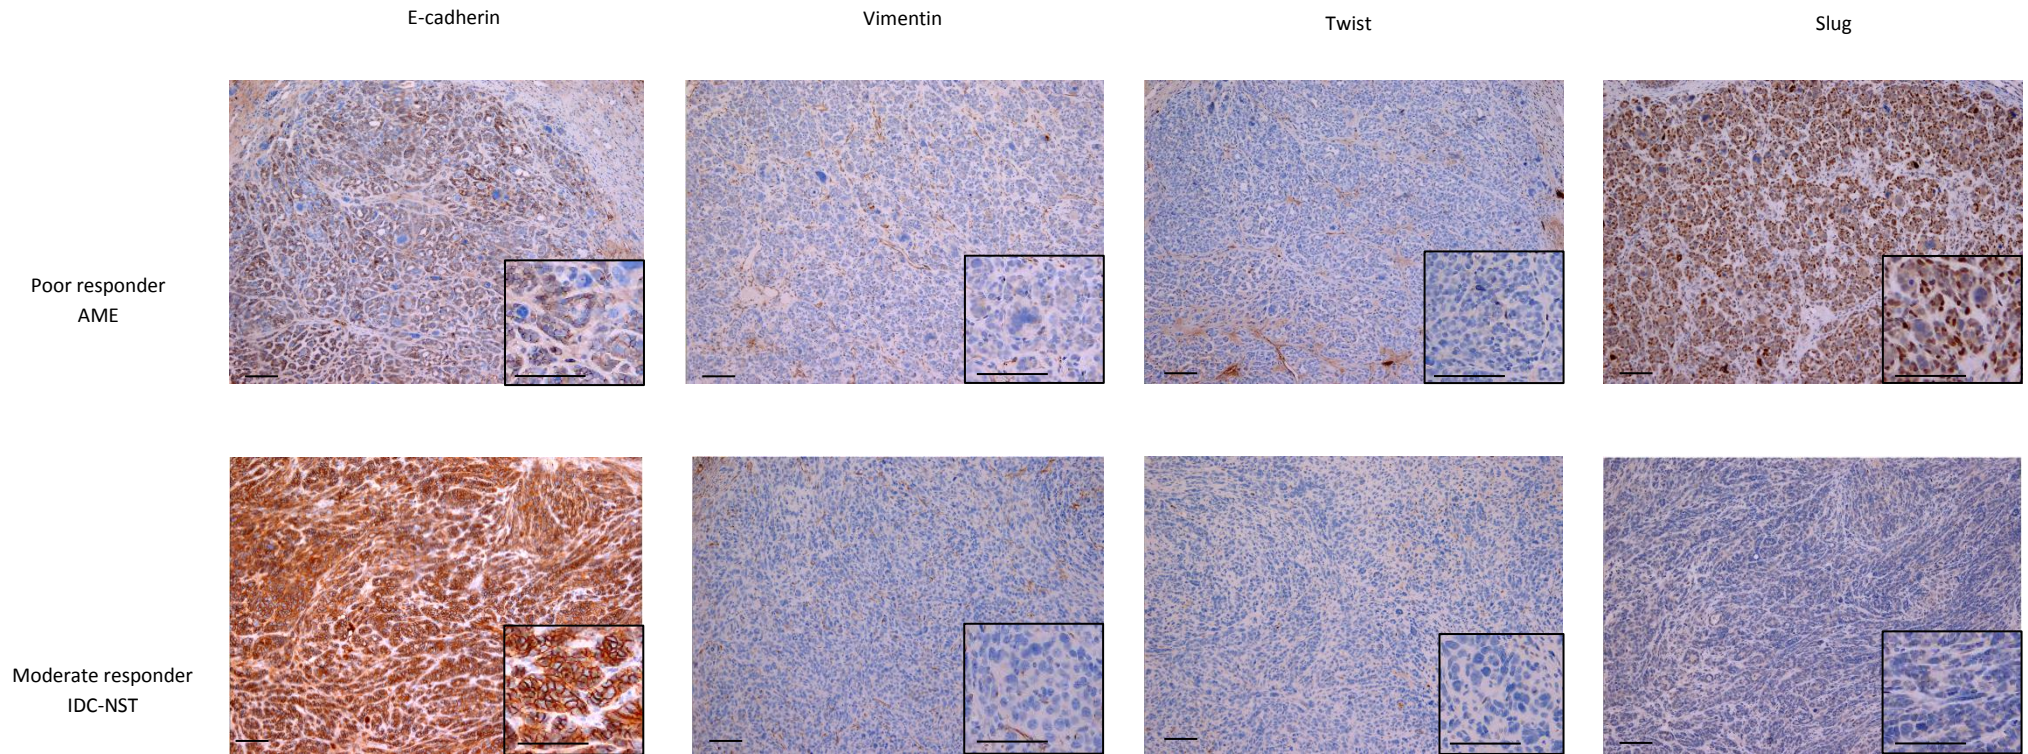 E-cadherin
Vimentin
Twist
Slug
Poor responder
AME
Moderate responder
IDC-NST